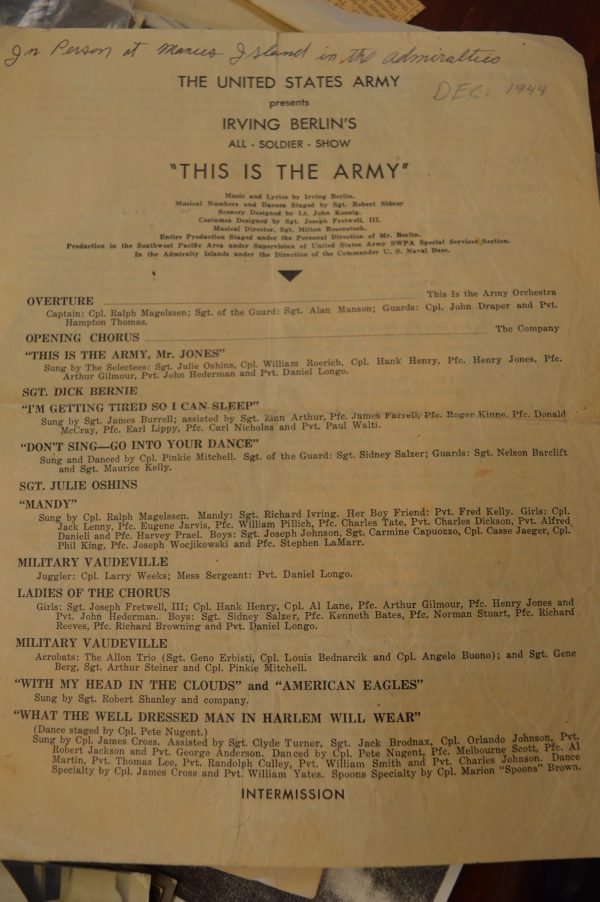 In Person at Manus Island in the Admiralties
DEC. 1944
THE UNITED STATES ARMY
presents
IRVING BERLIN'S
ALL - SOLDIER - SHOW
"THIS IS THE ARMY"
Music and Lyrics by Irving Berlin.
Musical Numbers and Dances Staged by Sgt. Robert Sidney
Scenery Designed by Lt. John Koenig.
Costumes Designed by Sgt. Joseph Fretwell, III.
Musical Director, Sgt. Milton Rosenstock.
Entire Production Staged under the Personal Direction of Mr. Berlin.
Production in the Southwest Pacific Area under Supervision of United States Army SWPA Special Services Section.
In the Admiralty Islands under the Direction of the Commander U. S. Naval Base.
OVERTURE This Is the Army Orchestra
Captain: Cpl. Ralph Magelssen; Sgt. of the Guard: Sgt. Alan Manson; Guards: Cpl. John Draper and Pvt.
Hampton Thomas.
OPENING CHORUS The Company
"THIS IS THE ARMY, Mr. JONES"
Sung by The Selectees: Sgt. Julie Oshins, Cpl. William Roerich, Cpl. Hank Henry, Pfc. Henry Jones, Pfc.
Arthur Gilmour, Pvt. John Hederman and Pvt. Daniel Longo.
SGT. DICK BERNIE
"I'M GETTING TIRED SO I CAN SLEEP"
Sung by Sgt. James Burrell; assisted by Sgt. Zinn Arthur, Pfc. James Farrell, Pfc. Roger Kinne, Pfc. Donald
McCray, Pfc. Earl Lippy, Pfc. Carl Nicholas and Pvt. Paul Walti.
"DON'T SING—GO INTO YOUR DANCE"
Sung and Danced by Cpl. Pinkie Mitchell. Sgt. of the Guard: Sgt. Sidney Salzer; Guards: Sgt. Nelson Barclift
and Sgt. Maurice Kelly.
SGT. JULIE OSHINS
"MANDY"
Sung by Cpl. Ralph Magelssen. Mandy: Sgt. Richard Irving. Her Boy Friend: Pvt. Fred Kelly. Girls: Cpl.
Jack Lenny, Pfc. Eugene Jarvis, Pfc. William Pillich, Pfc. Charles Tate, Pvt. Charles Dickson, Pvt. Alfred
Danieli and Pfc. Harvey Prael. Boys: Sgt. Joseph Johnson, Sgt. Carmine Capuozzo, Cpl. Casse Jaeger, Cpl.
Phil King, Pfc. Joseph Wocjikowski and Pfc. Stephen LaMarr.
MILITARY VAUDEVILLE
Juggler: Cpl. Larry Weeks; Mess Sergeant: Pvt. Daniel Longo.
LADIES OF THE CHORUS
Girls: Sgt. Joseph Fretwell, III; Cpl. Hank Henry, Cpl. Al Lane, Pfc. Arthur Gilmour, Pfc. Henry Jones and
Pvt. John Hederman. Boys: Sgt. Sidney Salzer, Pfc. Kenneth Bates, Pfc. Norman Stuart, Pfc. Richard
Reeves, Pfc. Richard Browning and Pvt. Daniel Longo.
MILITARY VAUDEVILLE
Acrobats: The Allon Trio (Sgt. Geno Erbisti, Cpl. Louis Bednarcik and Cpl. Angelo Buono); and Sgt. Gene
Berg, Sgt. Arthur Steiner and Cpl. Pinkie Mitchell.
"WITH MY HEAD IN THE CLOUDS" and "AMERICAN EAGLES"
Sung by Sgt. Robert Shanley and company.
"WHAT THE WELL DRESSED MAN IN HARLEM WILL WEAR"
(Dance staged by Cpl. Pete Nugent.)
Sung by Cpl. James Cross. Assisted by Sgt. Clyde Turner, Sgt. Jack Brodnax, Cpl. Orlando Johnson, Pvt.
Robert Jackson and Pvt. George Anderson. Danced by Cpl. Pete Nugent, Pfc. Melbourne Scott, Pfc. Al
Martin, Pvt. Thomas Lee, Pvt. Randolph Culley, Pvt. William Smith and Pvt. Charles Johnson. Dance
Specialty by Cpl. James Cross and Pvt. William Yates. Spoons Specialty by Cpl. Marion "Spoons" Brown.
INTERMISSION